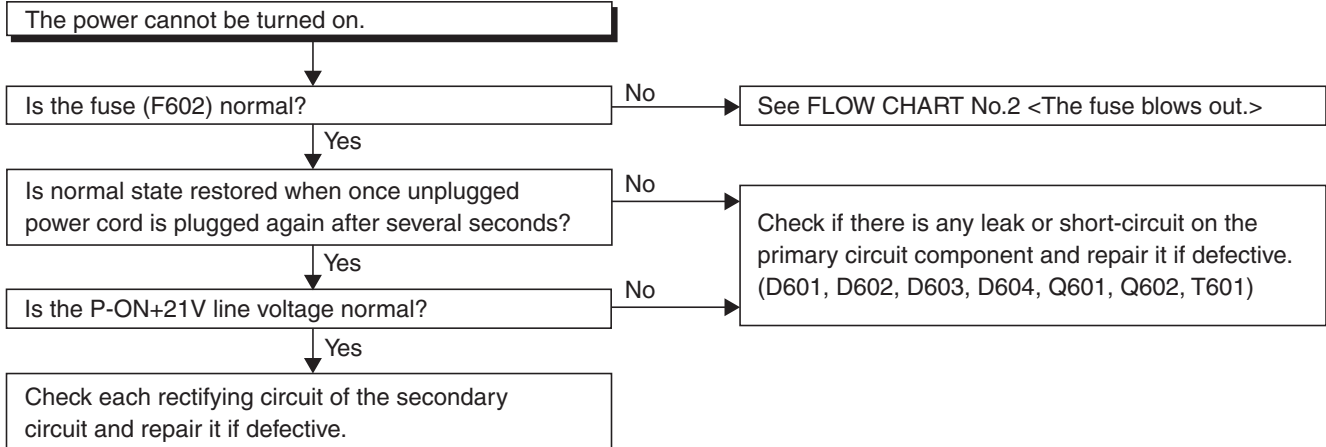 The power cannot be turned on.
Is the fuse (F602) normal?
No
See FLOW CHART No.2 <The fuse blows out.>
Yes
Is normal state restored when once unplugged
power cord is plugged again after several seconds?
No
Check if there is any leak or short-circuit on the
primary circuit component and repair it if defective.
(D601, D602, D603, D604, Q601, Q602, T601)
Yes
Is the P-ON+21V line voltage normal?
No
Yes
Check each rectifying circuit of the secondary
circuit and repair it if defective.